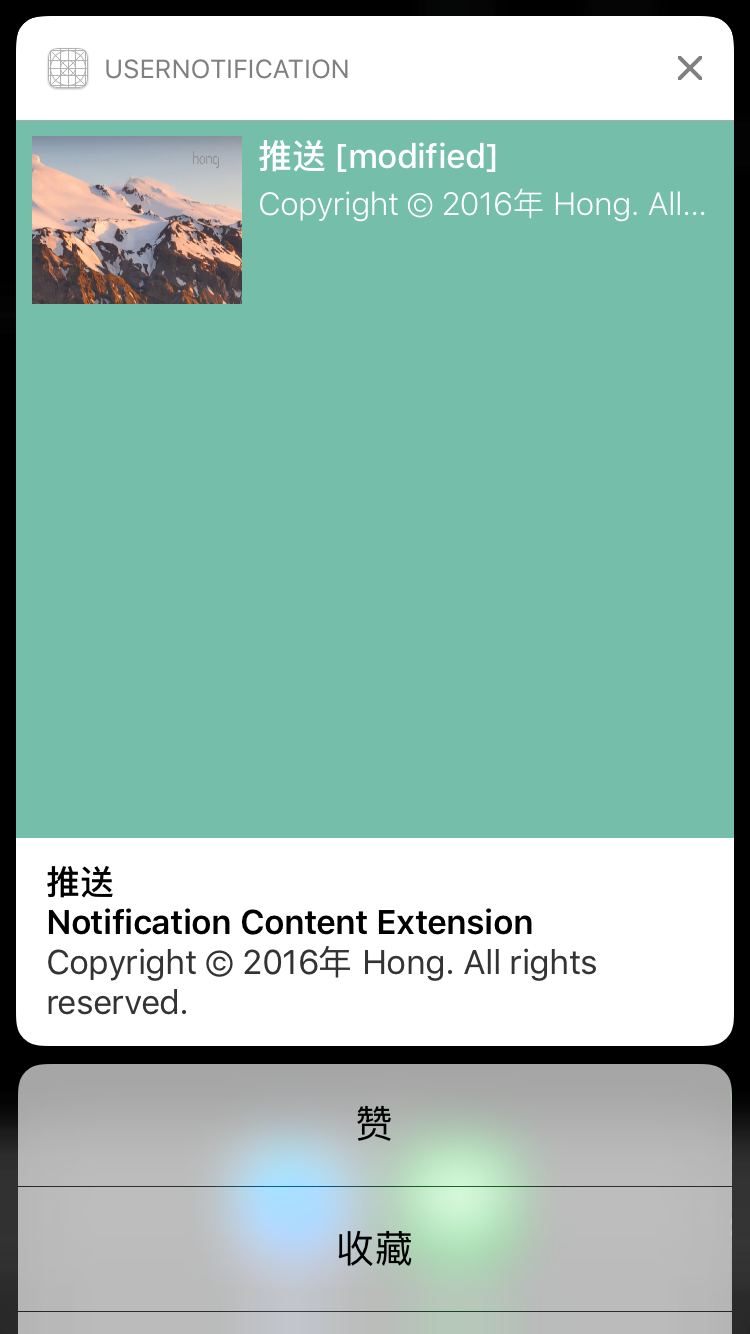 USERNOTIFICATION
hong
推送 [modified]
Copyright © 2016年 Hong. All...
推送
Notification Content Extension
Copyright © 2016年 Hong. All rights
reserved.
赞
收藏